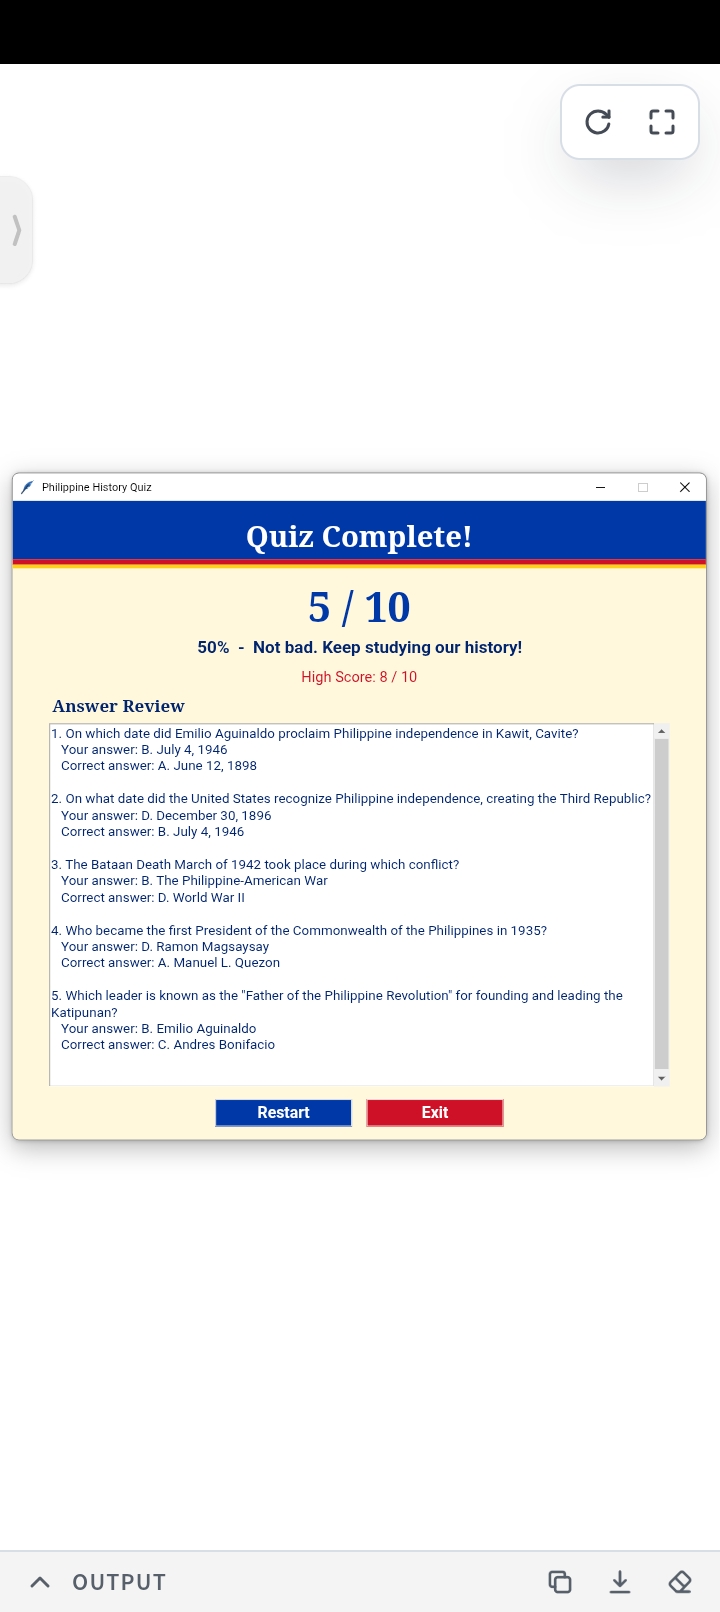 Philippine History Quiz
Quiz Complete!
5 / 10
50%  -  Not bad. Keep studying our history!
High Score: 8 / 10
Answer Review
1. On which date did Emilio Aguinaldo proclaim Philippine independence in Kawit, Cavite?
Your answer: B. July 4, 1946
Correct answer: A. June 12, 1898
2. On what date did the United States recognize Philippine independence, creating the Third Republic?
Your answer: D. December 30, 1896
Correct answer: B. July 4, 1946
3. The Bataan Death March of 1942 took place during which conflict?
Your answer: B. The Philippine-American War
Correct answer: D. World War II
4. Who became the first President of the Commonwealth of the Philippines in 1935?
Your answer: D. Ramon Magsaysay
Correct answer: A. Manuel L. Quezon
5. Which leader is known as the "Father of the Philippine Revolution" for founding and leading the
Katipunan?
Your answer: B. Emilio Aguinaldo
Correct answer: C. Andres Bonifacio
Restart
Exit
OUTPUT